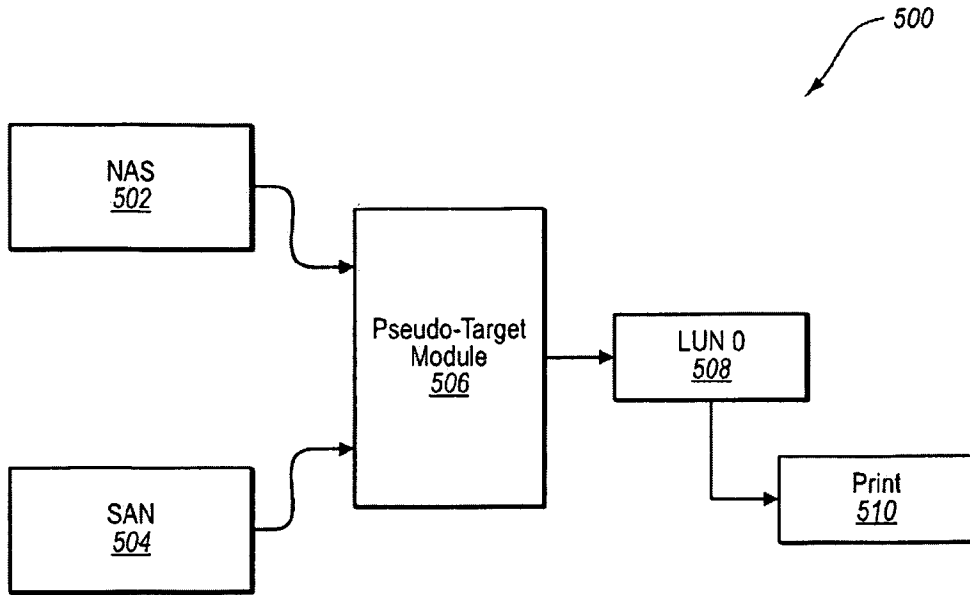 500
NAS
502
Pseudo-Target
Module
506
LUN 0
508
SAN
504
Print
510